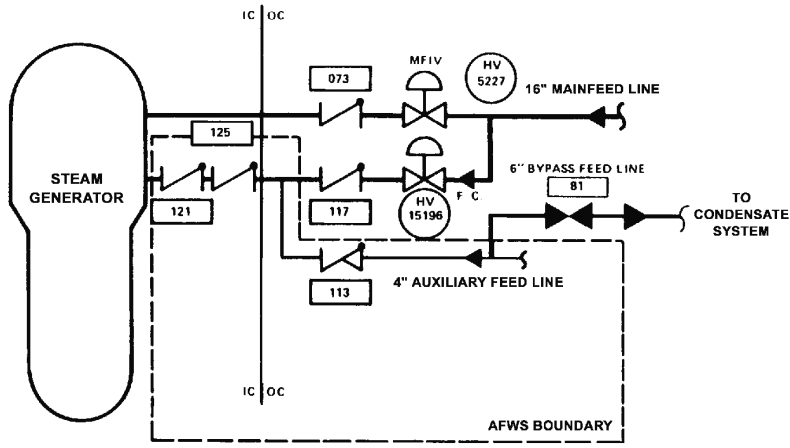 IC OC
MFIV
073
HV
5227
16" MAINFEED LINE
125
STEAM
GENERATOR
6" BYPASS FEED LINE
81
121
117
F C
HV
15196
TO
CONDENSATE
SYSTEM
113
4" AUXILIARY FEED LINE
IC OC
AFWS BOUNDARY